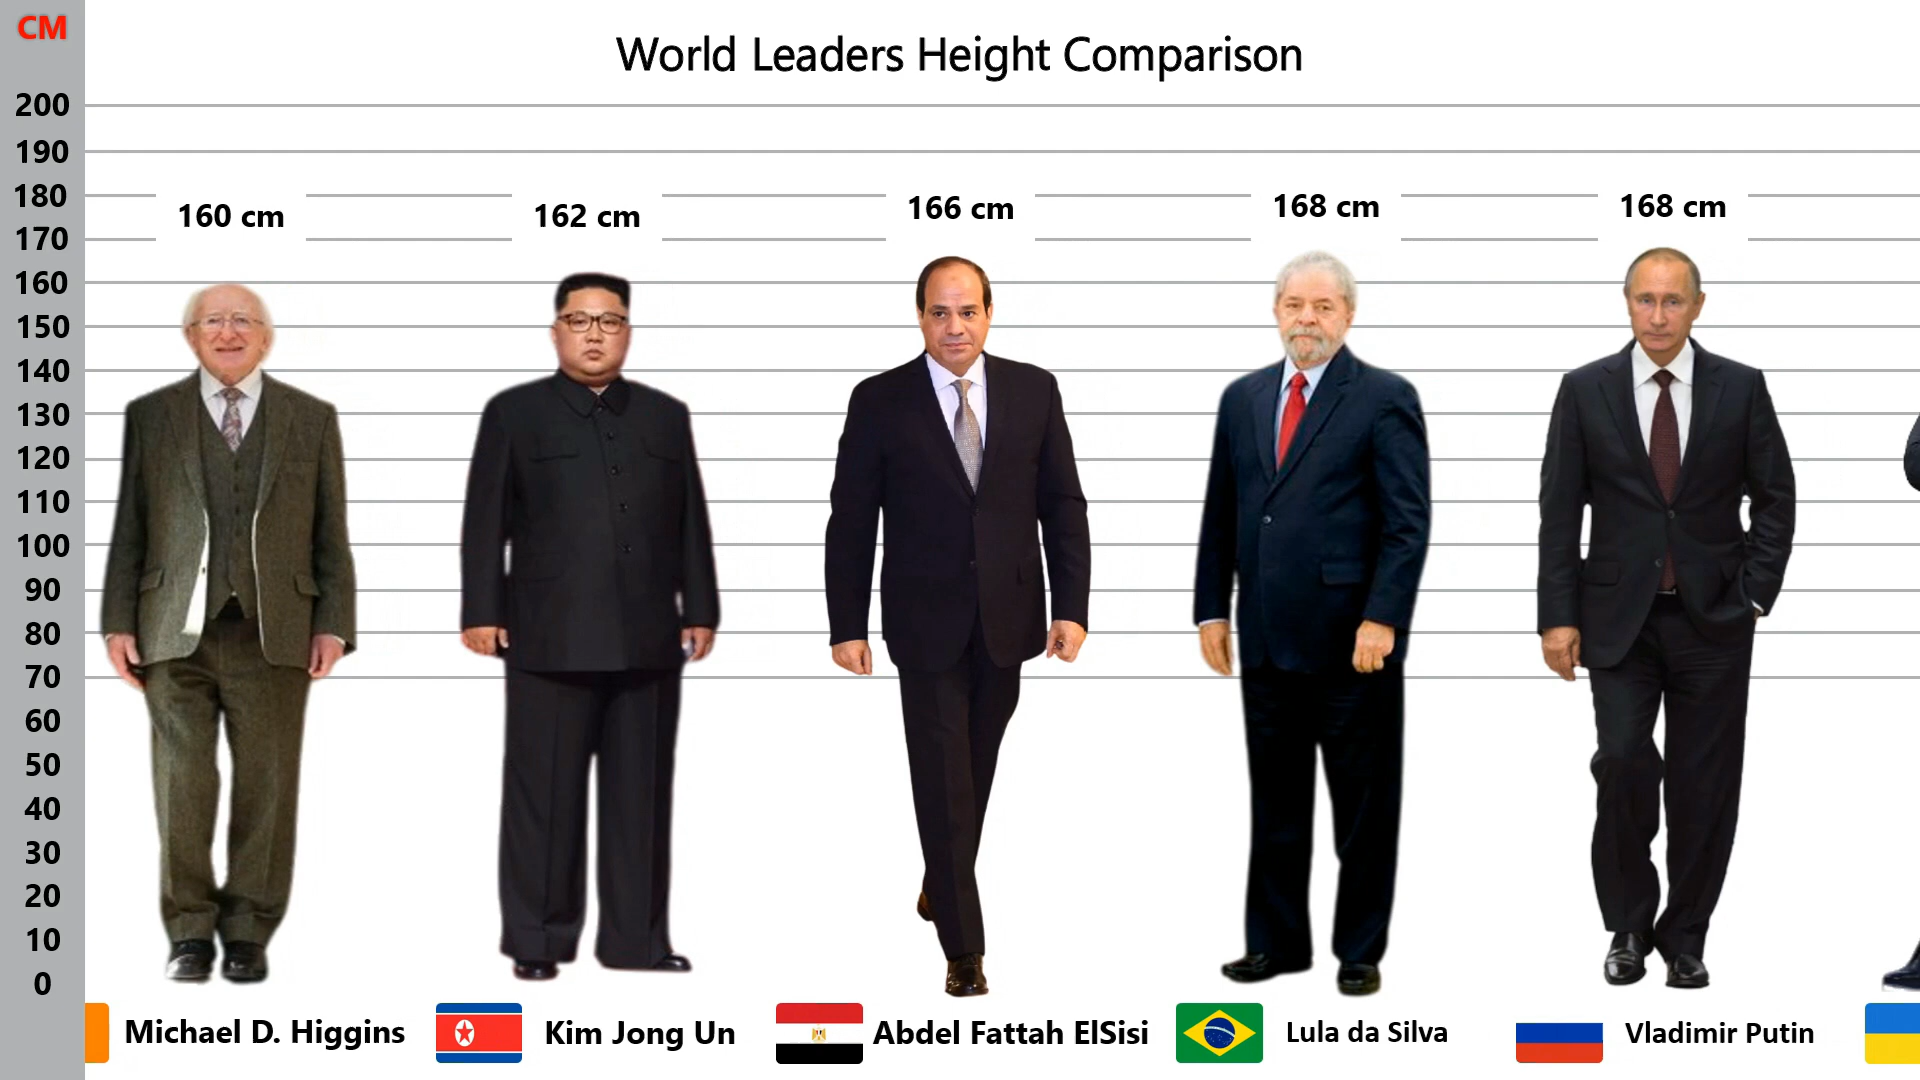 CM
World Leaders Height Comparison
200
190
180
170
160
150
140
130
120
110
100
90
80
70
60
50
40
30
20
10
0
160 cm
162 cm
166 cm
168 cm
168 cm
Michael D. Higgins
Kim Jong Un
Abdel Fattah ElSisi
Lula da Silva
Vladimir Putin